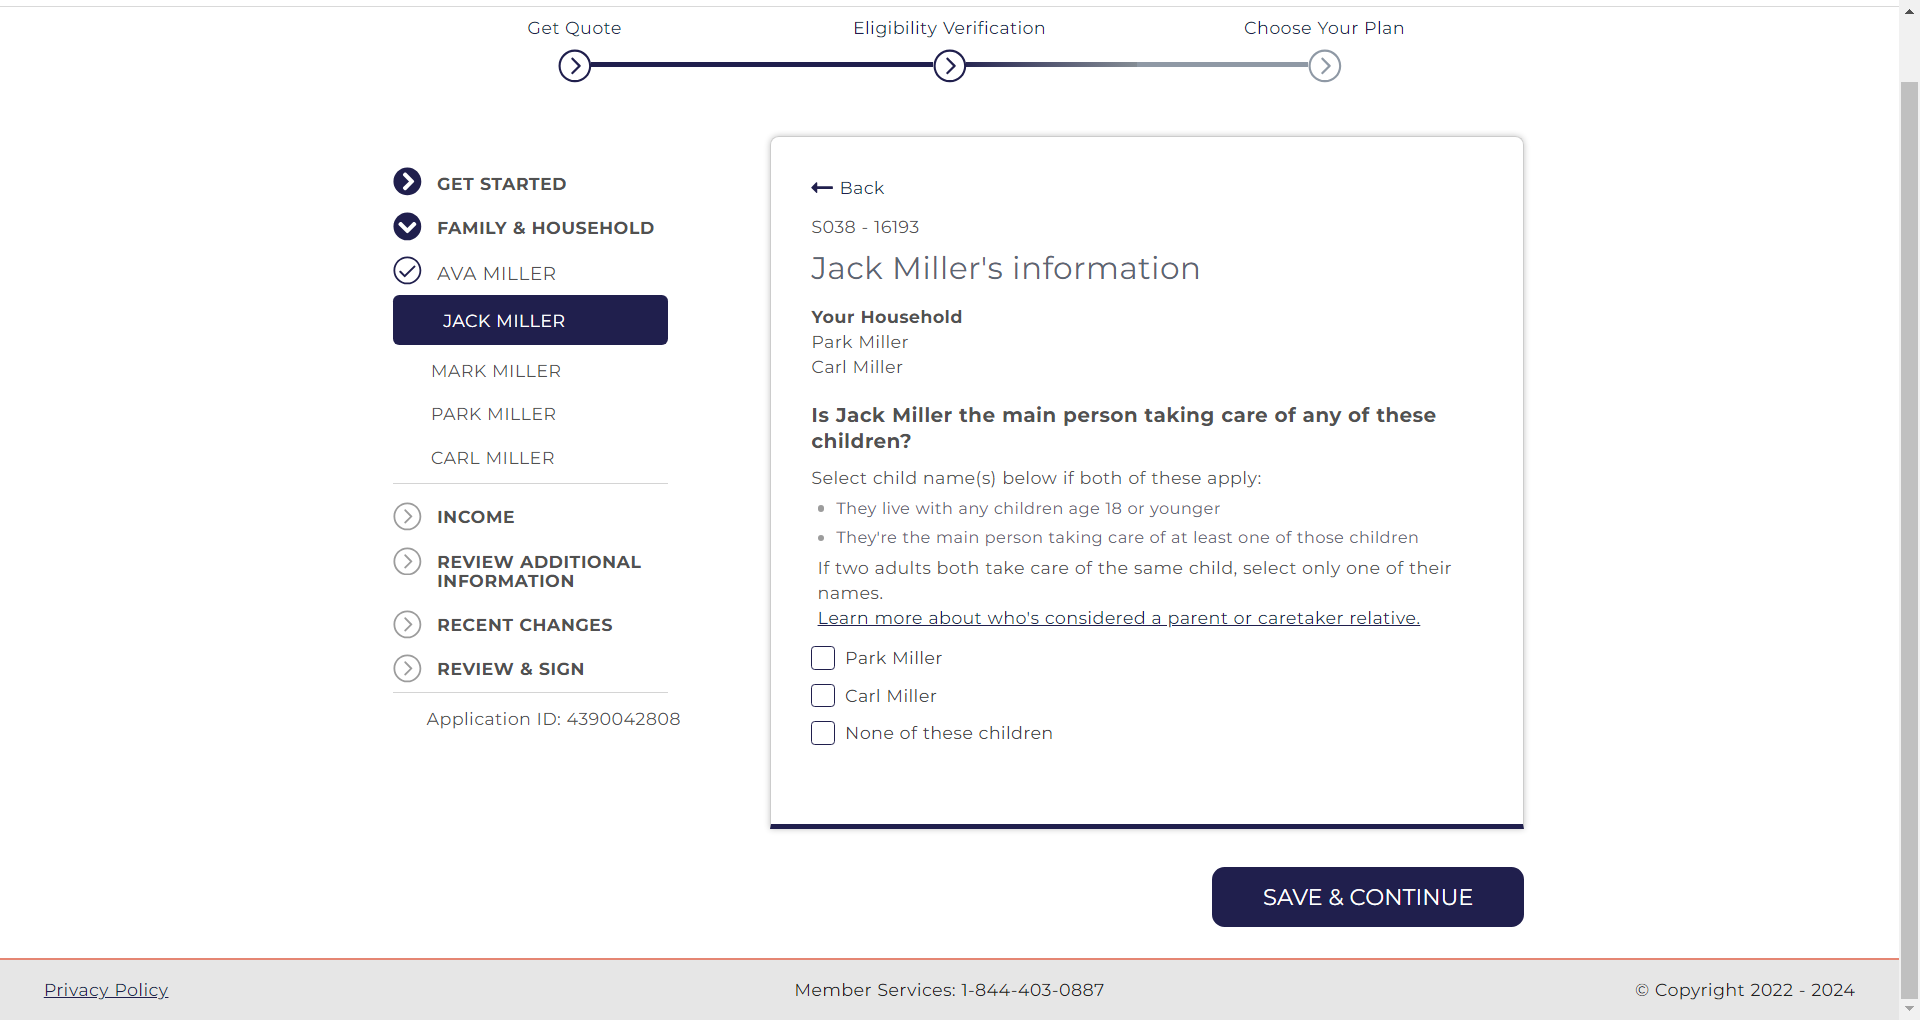 Get Quote
Eligibility Verification
Choose Your Plan
GET STARTED
FAMILY & HOUSEHOLD
AVA MILLER
JACK MILLER
MARK MILLER
PARK MILLER
CARL MILLER
INCOME
REVIEW ADDITIONAL
INFORMATION
RECENT CHANGES
REVIEW & SIGN
Application ID: 4390042808
Back
S038 - 16193
Jack Miller's information
Your Household
Park Miller
Carl Miller
Is Jack Miller the main person taking care of any of these
children?
Select child name(s) below if both of these apply:
They live with any children age 18 or younger
They're the main person taking care of at least one of those children
If two adults both take care of the same child, select only one of their
names.
Learn more about who's considered a parent or caretaker relative.
Park Miller
Carl Miller
None of these children
SAVE & CONTINUE
Privacy Policy
Member Services: 1-844-403-0887
© Copyright 2022 - 2024